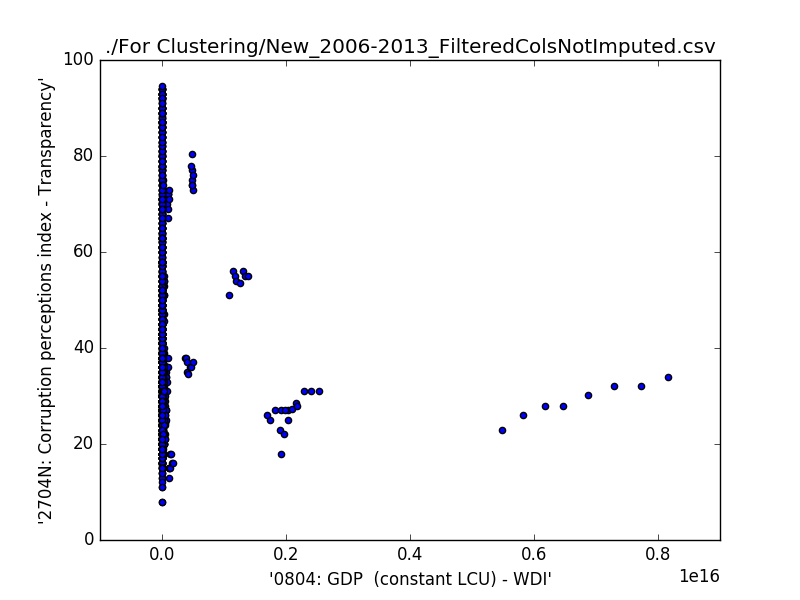 ./For Clustering/New_2006-2013_FilteredColsNotImputed.csv
'2704N: Corruption perceptions index - Transparency'
100
80
60
40
20
0
0.0 0.2 0.4 0.6 0.8
1e16
'0804: GDP  (constant LCU) - WDI'